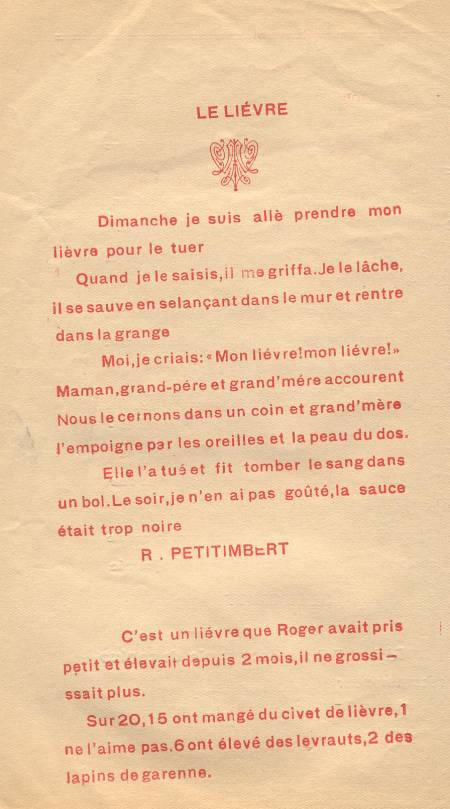 LE LIÉVRE
Dimanche je suis allè prendre mon
lièvre pour le tuer
Quand je le saisis,il me griffa.Je le lâche,
il se sauve en selançant dans le mur et rentre
dans la grange
Moi,je criais:«Mon liévre!mon liévre!»
Maman,grand-pére et grand'mére accourent
Nous le cernons dans un coin et grand'mère
l'empoigne par les oreilles et la peau du dos.
Elle l'a tué et fit tomber le sang dans
un bol.Le soir,je n'en ai pas goûté,la sauce
était trop noire
R. PETITIMBERT
C'est un liévre que Roger avait pris
petit et élevait depuis 2 mois,il ne grossi-
ssait plus.
Sur 20,15 ont mangé du civet de lièvre,1
ne l'aime pas.6 ont élevé des levrauts,2 des
lapins de garenne.